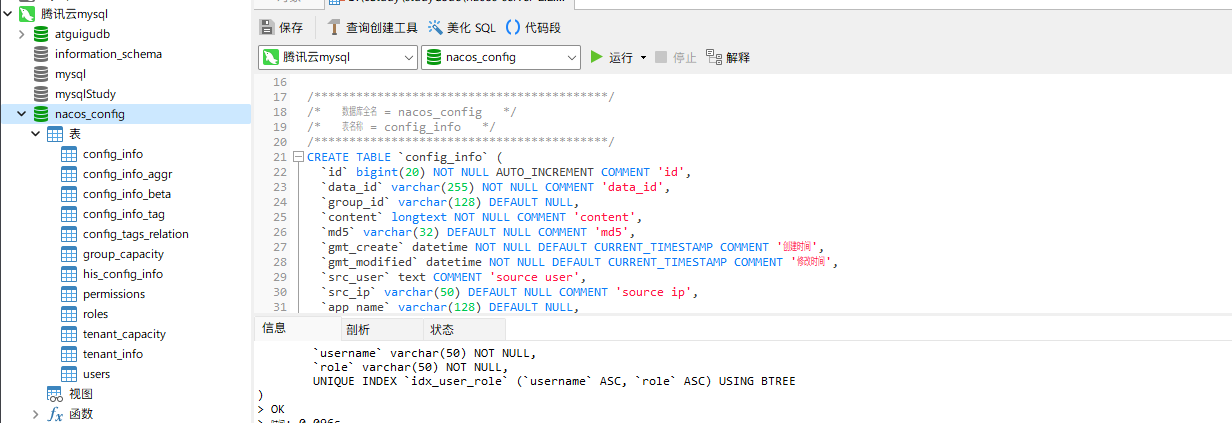 腾讯云mysql
atguigudb
information_schema
mysql
mysqlStudy
nacos_config
表
config_info
config_info_aggr
config_info_beta
config_info_tag
config_tags_relation
group_capacity
his_config_info
permissions
roles
tenant_capacity
tenant_info
users
视图
函数
保存 查询创建工具 美化 SQL 代码段
腾讯云mysql nacos_config 运行 停止 解释
16
17 /******************************************/
18 /*   数据库全名 = nacos_config   */
19 /*   表名称 = config_info   */
20 /******************************************/
21 CREATE TABLE `config_info` (
22 `id` bigint(20) NOT NULL AUTO_INCREMENT COMMENT 'id',
23 `data_id` varchar(255) NOT NULL COMMENT 'data_id',
24 `group_id` varchar(128) DEFAULT NULL,
25 `content` longtext NOT NULL COMMENT 'content',
26 `md5` varchar(32) DEFAULT NULL COMMENT 'md5',
27 `gmt_create` datetime NOT NULL DEFAULT CURRENT_TIMESTAMP COMMENT '创建时间',
28 `gmt_modified` datetime NOT NULL DEFAULT CURRENT_TIMESTAMP COMMENT '修改时间',
29 `src_user` text COMMENT 'source user',
30 `src_ip` varchar(50) DEFAULT NULL COMMENT 'source ip',
31 `app_name` varchar(128) DEFAULT NULL,
信息 剖析 状态
`username` varchar(50) NOT NULL,
`role` varchar(50) NOT NULL,
UNIQUE INDEX `idx_user_role` (`username` ASC, `role` ASC) USING BTREE
)
> OK
> 时间: 0.096s